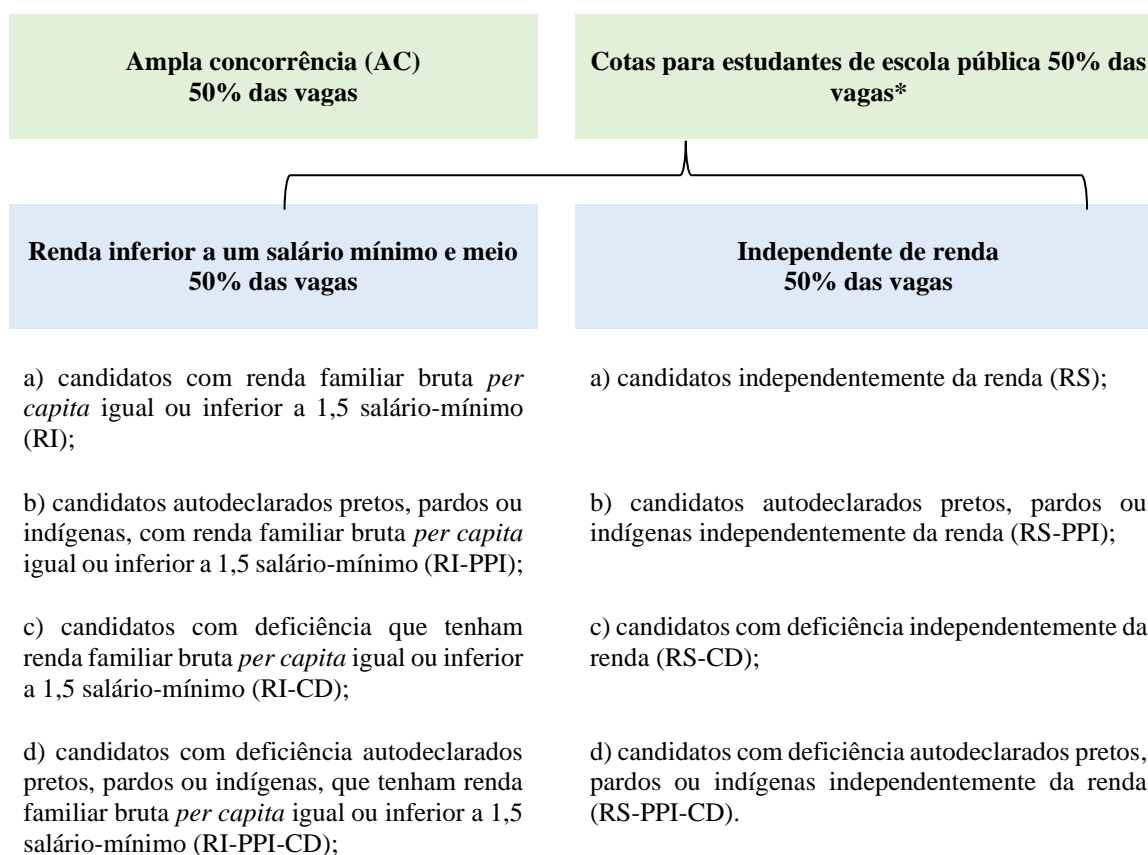 Ampla concorrência (AC)
50% das vagas
Cotas para estudantes de escola pública 50% das
vagas*
Renda inferior a um salário mínimo e meio
50% das vagas
Independente de renda
50% das vagas
a) candidatos com renda familiar bruta per
capita igual ou inferior a 1,5 salário-mínimo
(RI);
a) candidatos independentemente da renda (RS);
b) candidatos autodeclarados pretos, pardos ou
indígenas, com renda familiar bruta per capita
igual ou inferior a 1,5 salário-mínimo (RI-PPI);
b) candidatos autodeclarados pretos, pardos ou
indígenas independentemente da renda (RS-PPI);
c) candidatos com deficiência que tenham
renda familiar bruta per capita igual ou inferior
a 1,5 salário-mínimo (RI-CD);
c) candidatos com deficiência independentemente da
renda (RS-CD);
d) candidatos com deficiência autodeclarados
pretos, pardos ou indígenas, que tenham renda
familiar bruta per capita igual ou inferior a 1,5
salário-mínimo (RI-PPI-CD);
d) candidatos com deficiência autodeclarados pretos,
pardos ou indígenas independentemente da renda
(RS-PPI-CD).